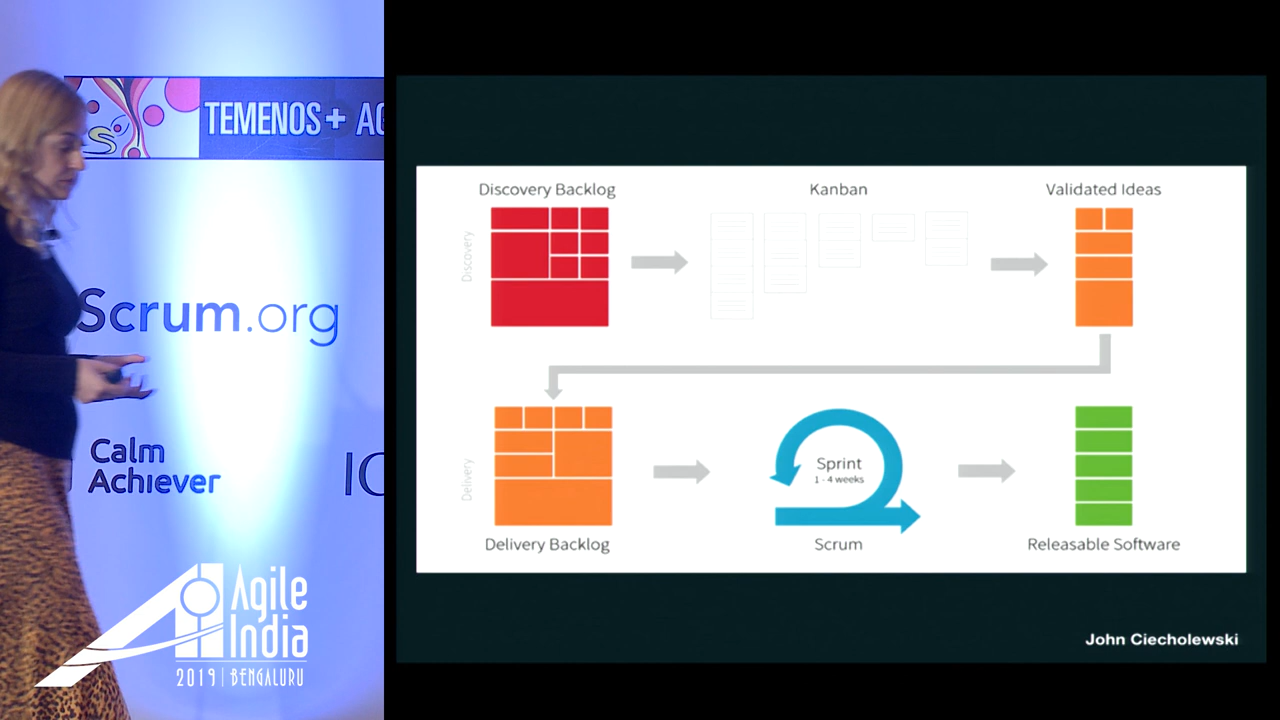 TEMENOS+ AG
Scrum.org
Calm
Achiever
IC
Agile
India
2019 | BENGALURU
Discovery Backlog
Kanban
Validated Ideas
Discovery
Sprint
1 - 4 weeks
Delivery
Delivery Backlog
Scrum
Releasable Software
John Ciecholewski